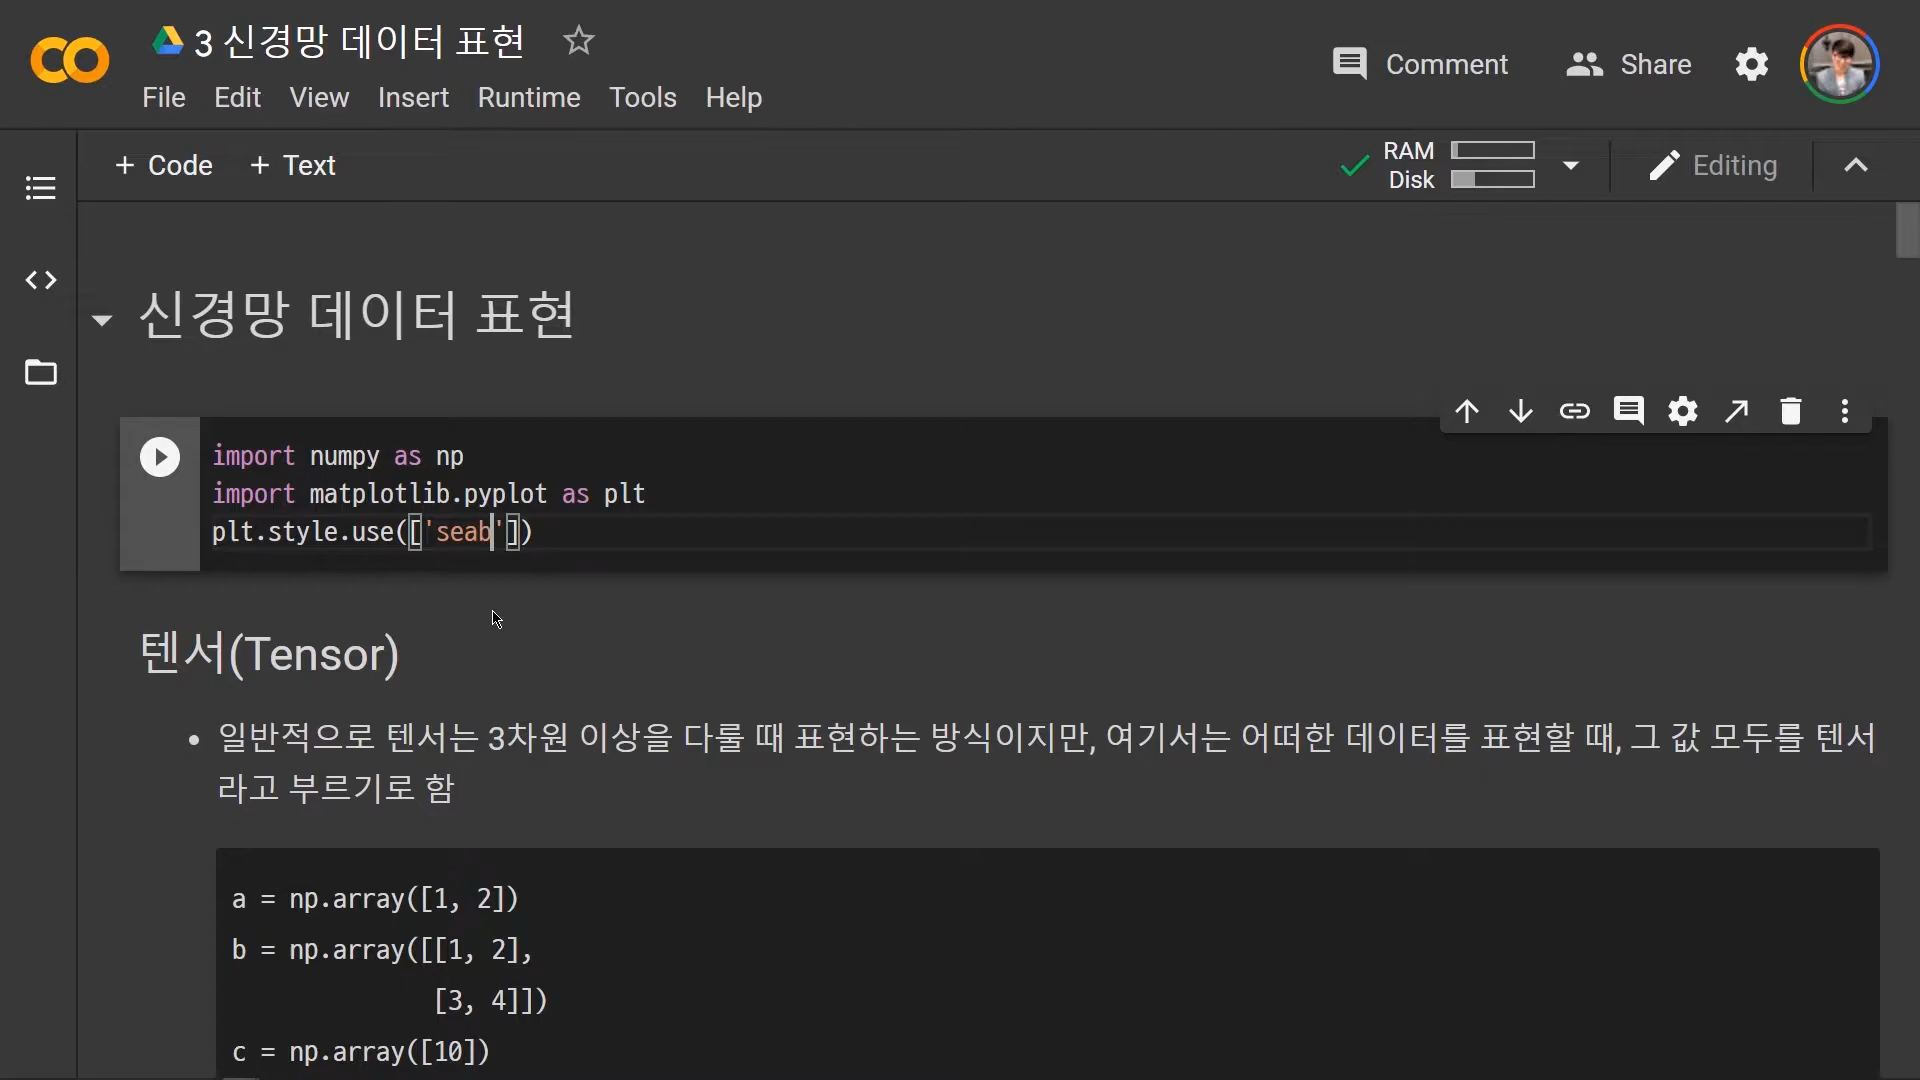 3 신경망 데이터 표현
Comment
Share
File Edit View Insert Runtime Tools Help
+ Code + Text
RAM
Disk
Editing
신경망 데이터 표현
import numpy as np
import matplotlib.pyplot as plt
plt.style.use(['seab'])
텐서(Tensor)
• 일반적으로 텐서는 3차원 이상을 다룰 때 표현하는 방식이지만, 여기서는 어떠한 데이터를 표현할 때, 그 값 모두를 텐서
라고 부르기로 함
a = np.array([1, 2])
b = np.array([[1, 2],
[3, 4]])
c = np.array([10])